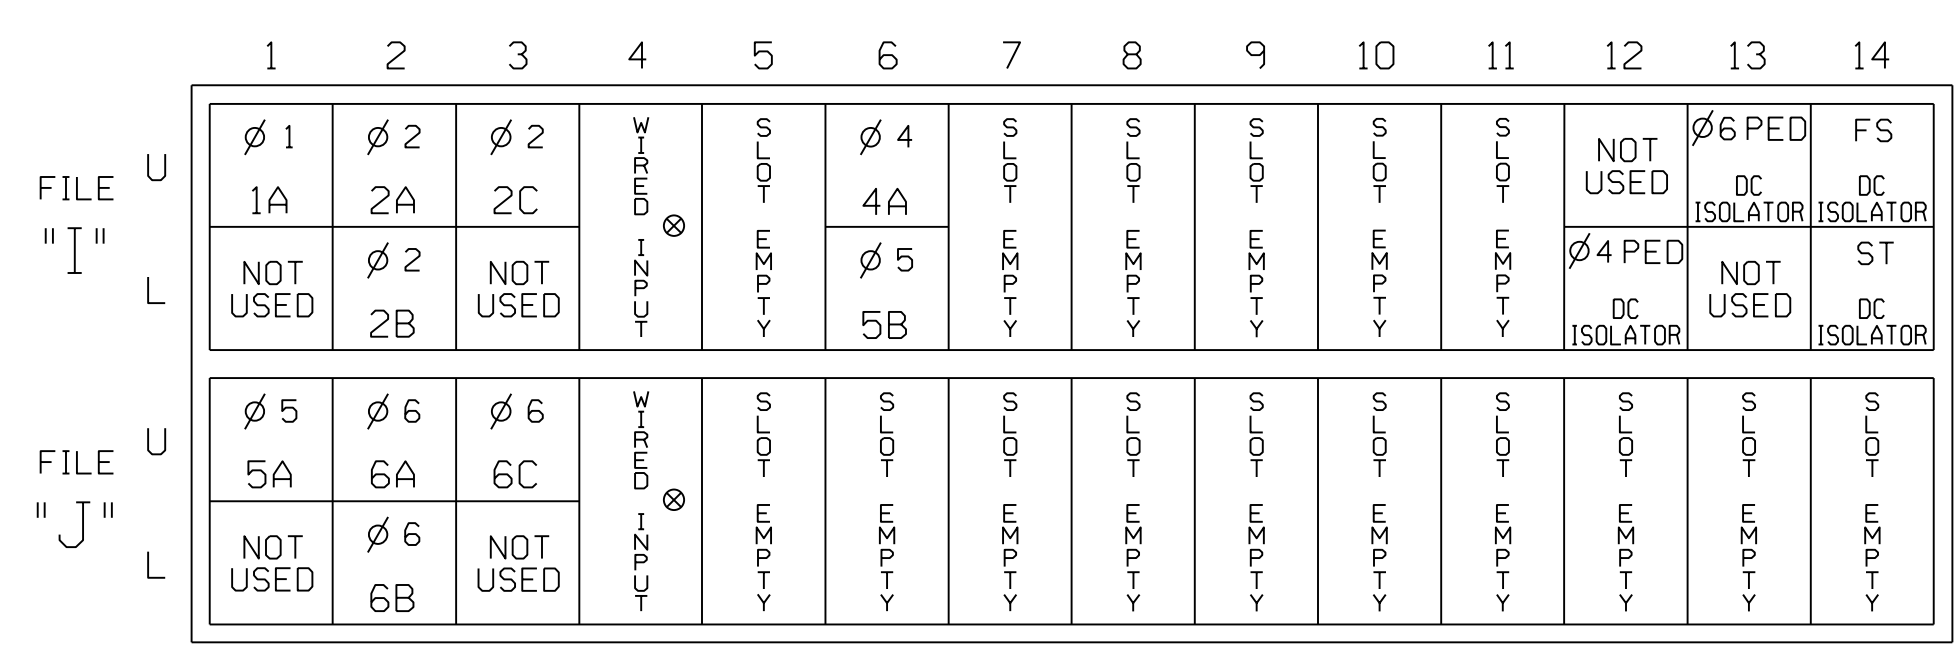 1 2 3 4 5 6 7 8 9 10 11 12 13 14
FILE "I"
U
L
Ø 1
1A
NOT
USED
Ø 2
2A
Ø 2
2B
Ø 2
2C
NOT
USED
WIRED INPUT
SLOT EMPTY
Ø 4
4A
Ø 5
5B
SLOT EMPTY
SLOT EMPTY
SLOT EMPTY
SLOT EMPTY
SLOT EMPTY
NOT
USED
Ø 4 PED
DC
ISOLATOR
Ø 6 PED
DC
ISOLATOR
NOT
USED
FS
DC
ISOLATOR
ST
DC
ISOLATOR
FILE "J"
U
L
Ø 5
5A
NOT
USED
Ø 6
6A
Ø 6
6B
Ø 6
6C
NOT
USED
WIRED INPUT
SLOT EMPTY
SLOT EMPTY
SLOT EMPTY
SLOT EMPTY
SLOT EMPTY
SLOT EMPTY
SLOT EMPTY
SLOT EMPTY
SLOT EMPTY
SLOT EMPTY